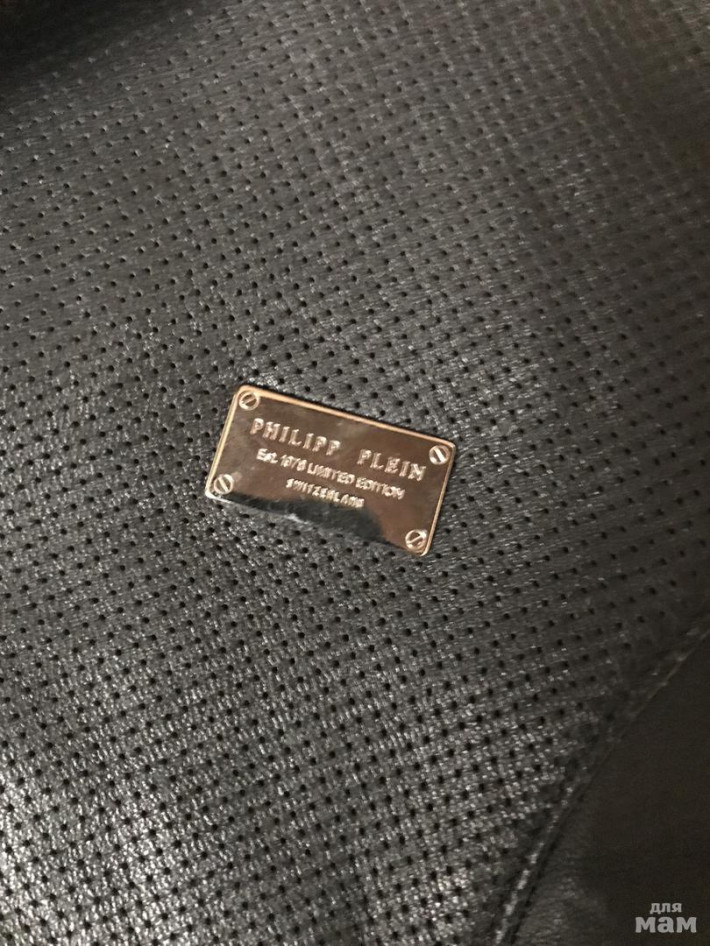 PHILIPP PLEIN
Est. 1978 LIMITED EDITION
SWITZERLAND
для
мам